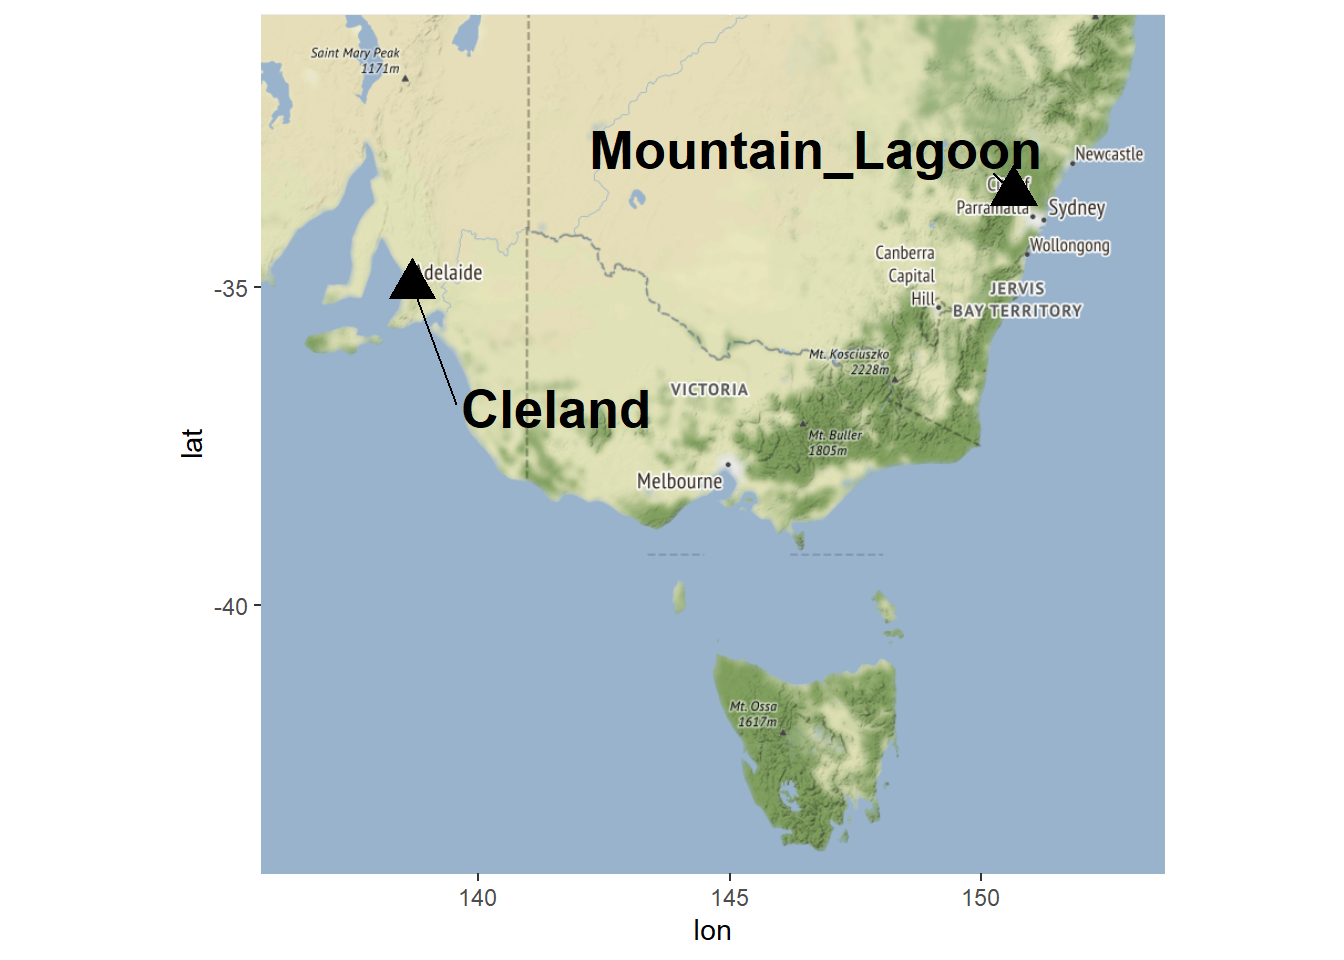 Saint Mary Peak
1171m
Mountain_Lagoon
Newcastle
Parramatta
Sydney
Wollongong
Canberra
Capital
Hill
JERVIS
BAY TERRITORY
delaide
-35
Mt. Kosciuszko
2228m
VICTORIA
Cleland
Mt. Buller
1805m
Melbourne
lat
-40
Mt. Ossa
1617m
140
145
150
lon